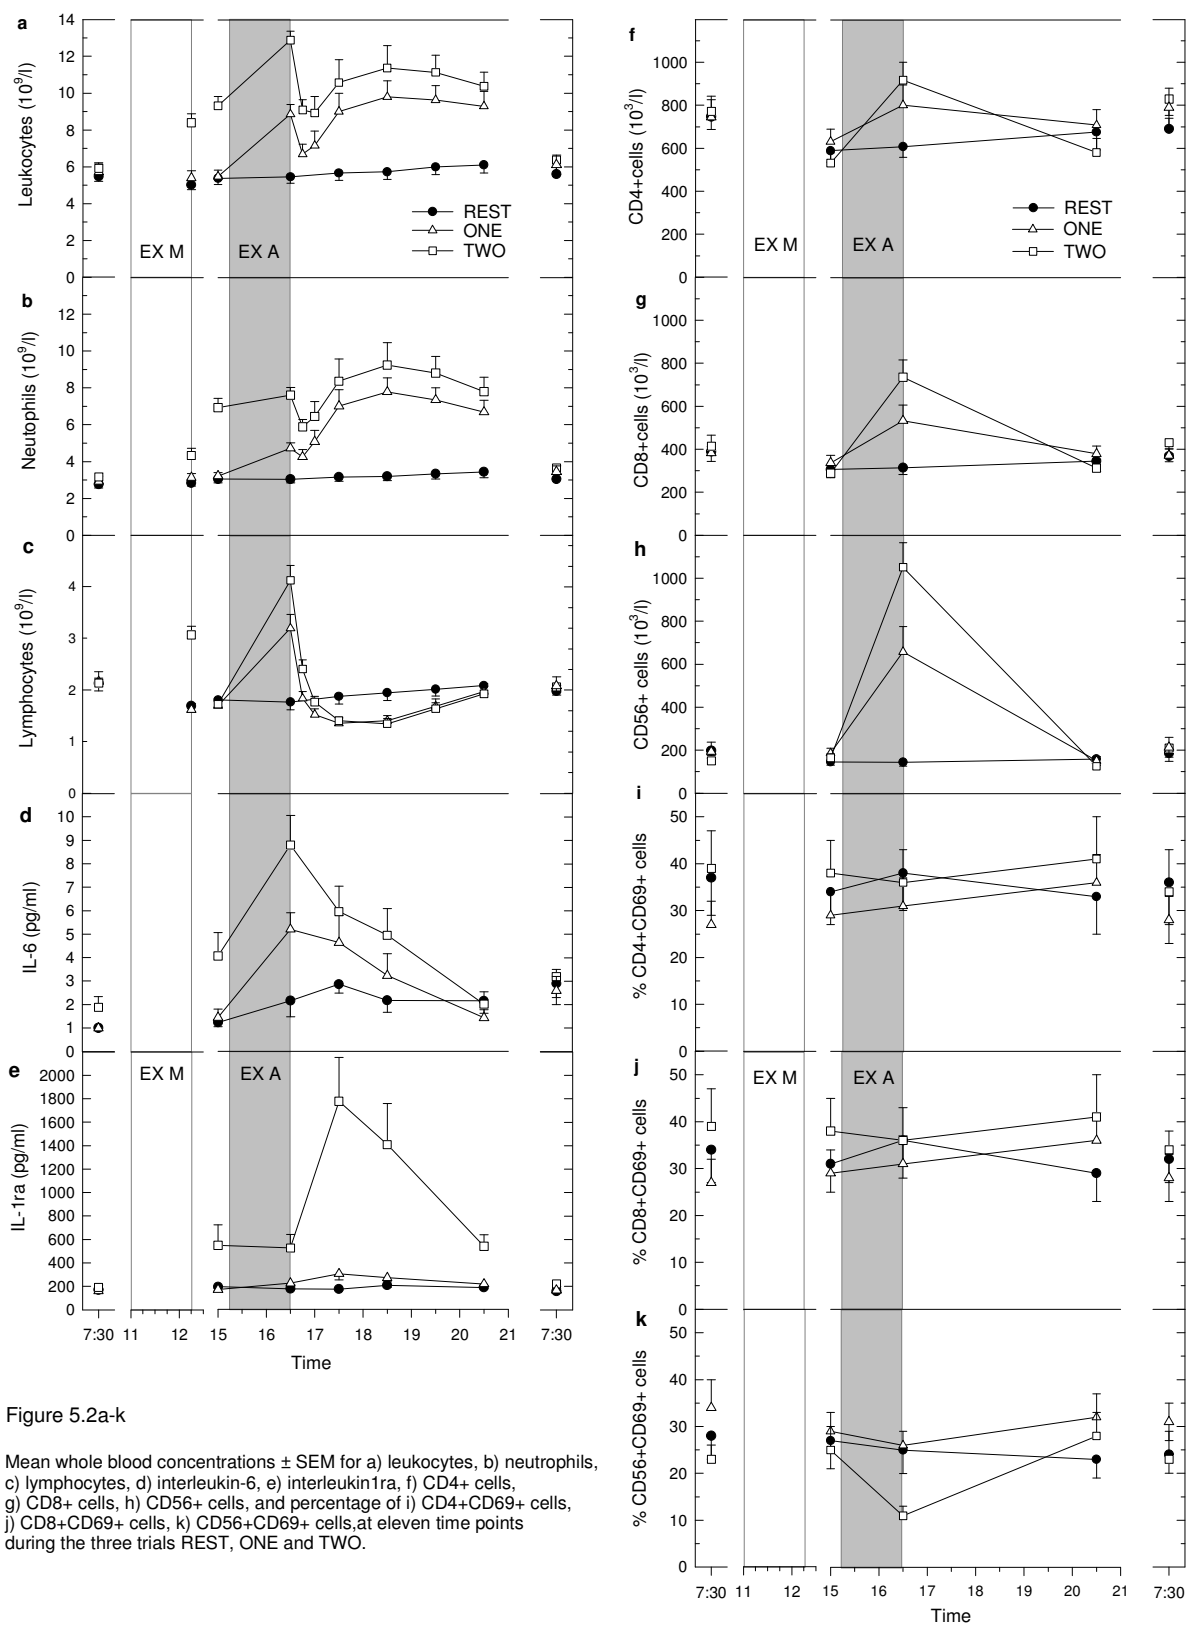 a
Leukocytes (10⁹/l)
14
12
10
8
6
4
2
0
EX M
EX A
REST
ONE
TWO
b
Neutophils (10⁹/l)
12
10
8
6
4
2
0
c
Lymphocytes (10⁹/l)
4
3
2
1
0
d
IL-6 (pg/ml)
10
9
8
7
6
5
4
3
2
1
0
e
IL-1ra (pg/ml)
2000
1800
1600
1400
1200
1000
800
600
400
200
0
EX M
EX A
7:30 11 12 15 16 17 18 19 20 21 7:30
Time
f
CD4+cells (10³/l)
1000
800
600
400
200
0
EX M
EX A
REST
ONE
TWO
g
CD8+cells (10³/l)
1000
800
600
400
200
0
h
CD56+ cells (10³/l)
1000
800
600
400
200
0
i
% CD4+CD69+ cells
50
40
30
20
10
0
j
% CD8+CD69+ cells
50
40
30
20
10
0
EX M
EX A
k
% CD56+CD69+ cells
50
40
30
20
10
0
7:30 11 12 15 16 17 18 19 20 21 7:30
Time
Figure 5.2a-k
Mean whole blood concentrations ± SEM for a) leukocytes, b) neutrophils,
c) lymphocytes, d) interleukin-6, e) interleukin1ra, f) CD4+ cells,
g) CD8+ cells, h) CD56+ cells, and percentage of i) CD4+CD69+ cells,
j) CD8+CD69+ cells, k) CD56+CD69+ cells,at eleven time points
during the three trials REST, ONE and TWO.